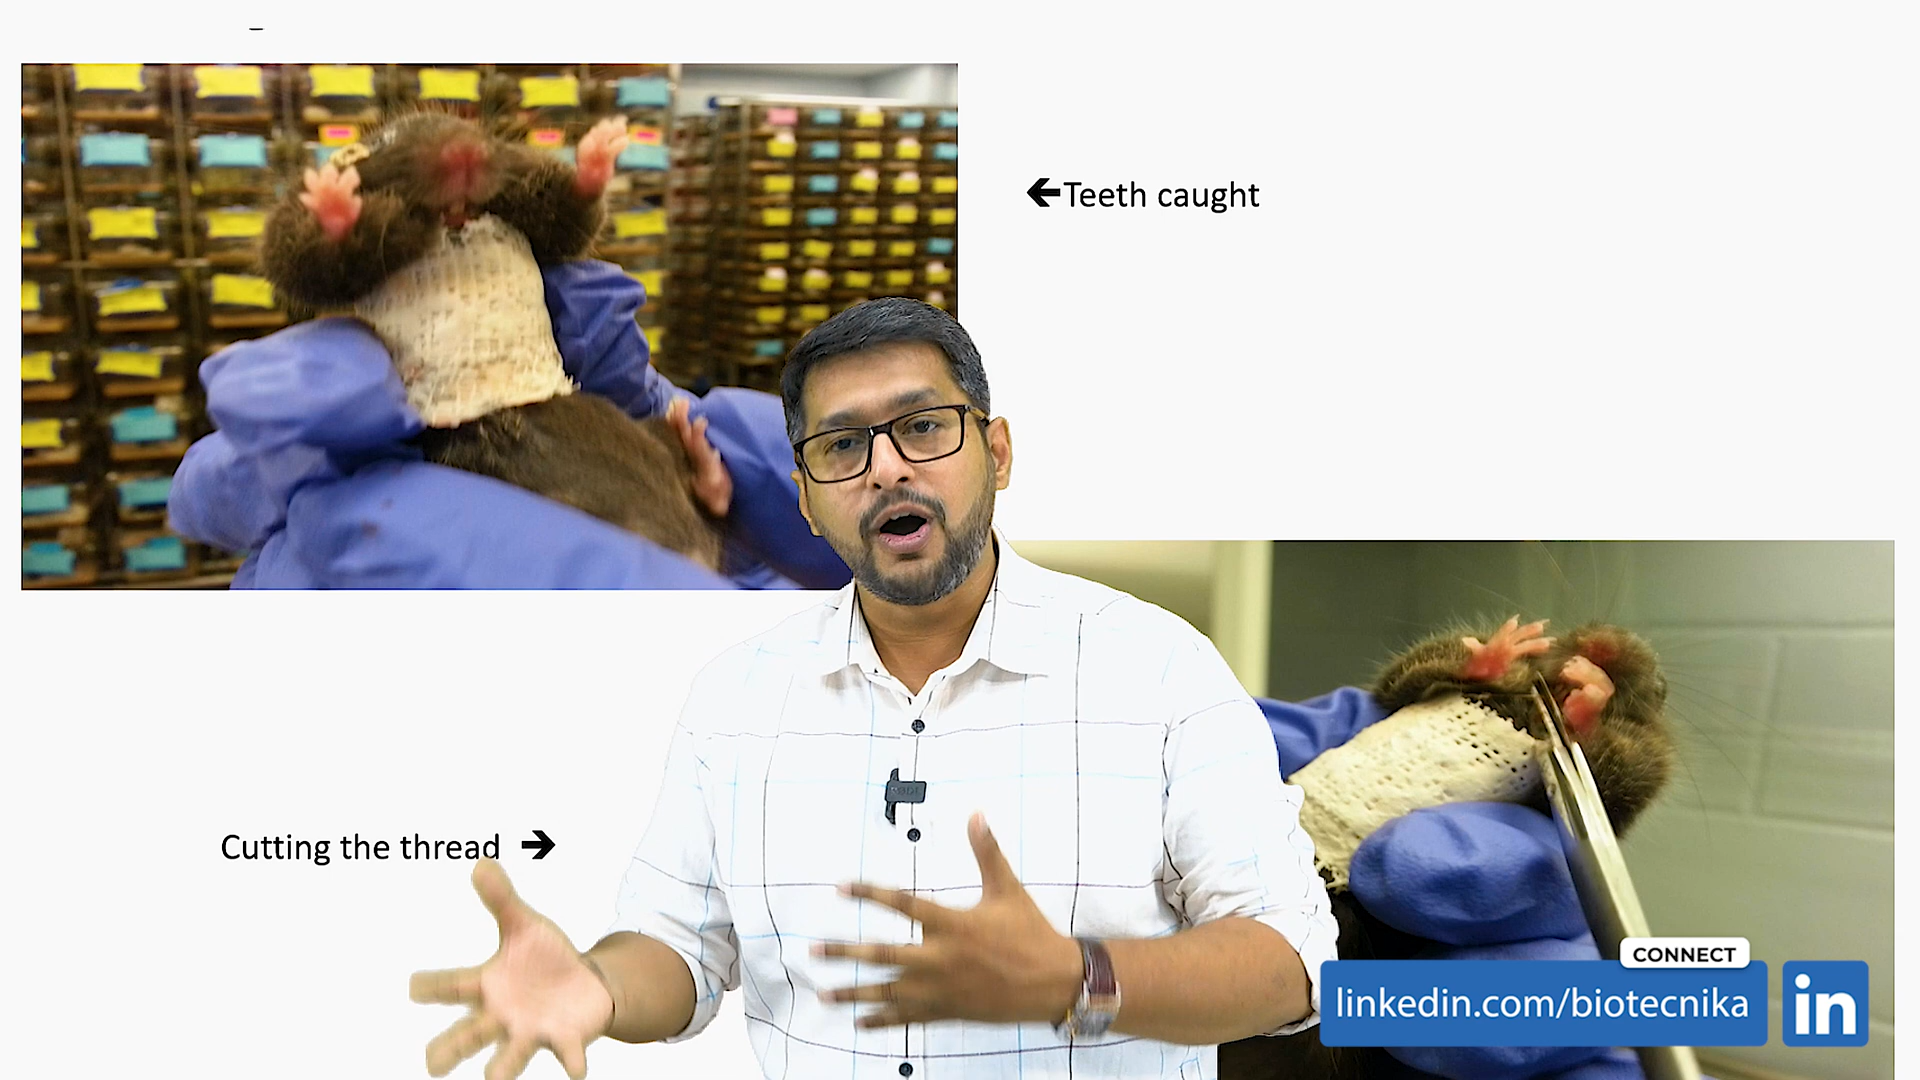 ←Teeth caught
Cutting the thread →
CONNECT
linkedin.com/biotecnika
in